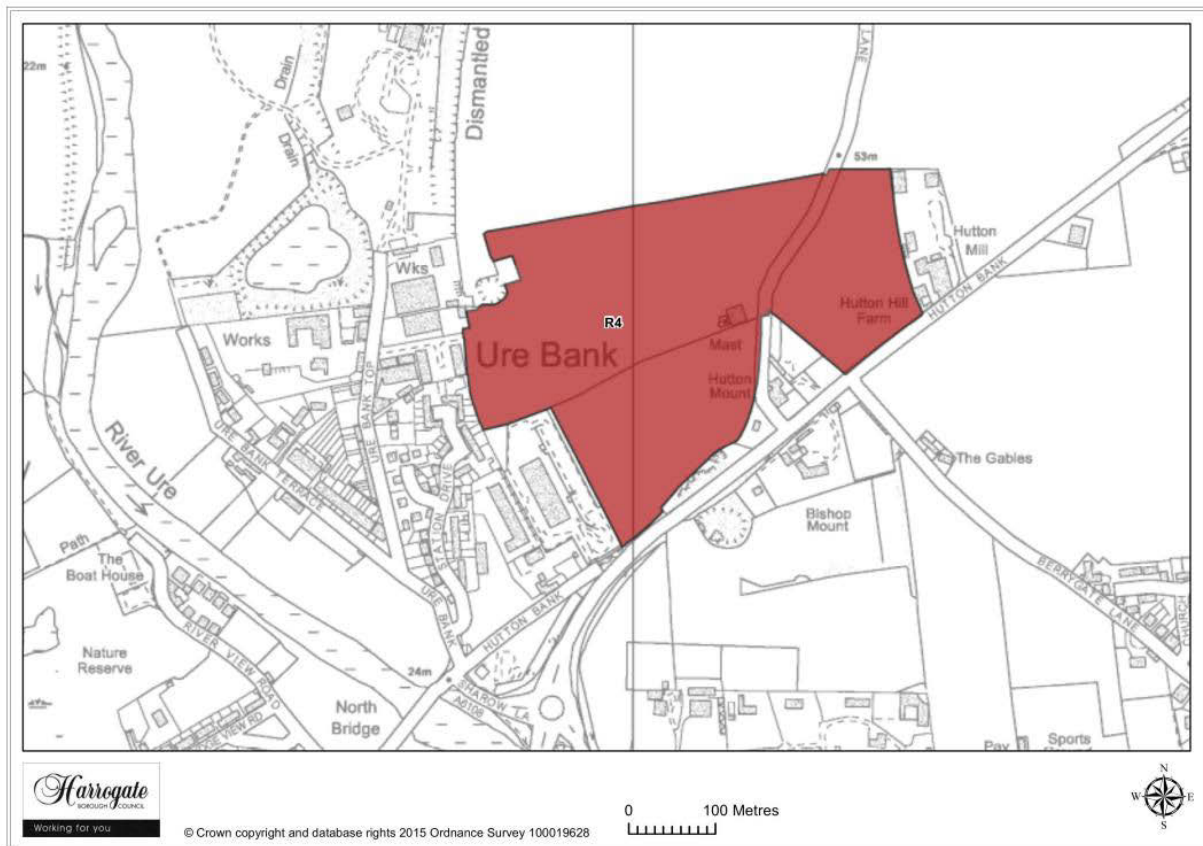 22m
Drain
Drain
Dismantled
LANE
53m
Hutton
Mill
HUTTON BANK
Hutton Hill
Farm
Wks
Works
R4
Ure Bank
Mast
Hutton
Mount
URE BANK TOP
URE BANK
TERRACE
STATION DRIVE
River Ure
The Gables
Bishop
Mount
Path
The
Boat House
URE BANK
HUTTON BANK
BERRYGATE LANE
CHURCH
RIVER VIEW ROAD
Nature
Reserve
24m
SHARROW LA
A6108
North
Bridge
Sports
Harrogate
BOROUGH COUNCIL
Working for you
© Crown copyright and database rights 2015 Ordnance Survey 100019628
0 100 Metres
N
W E
S